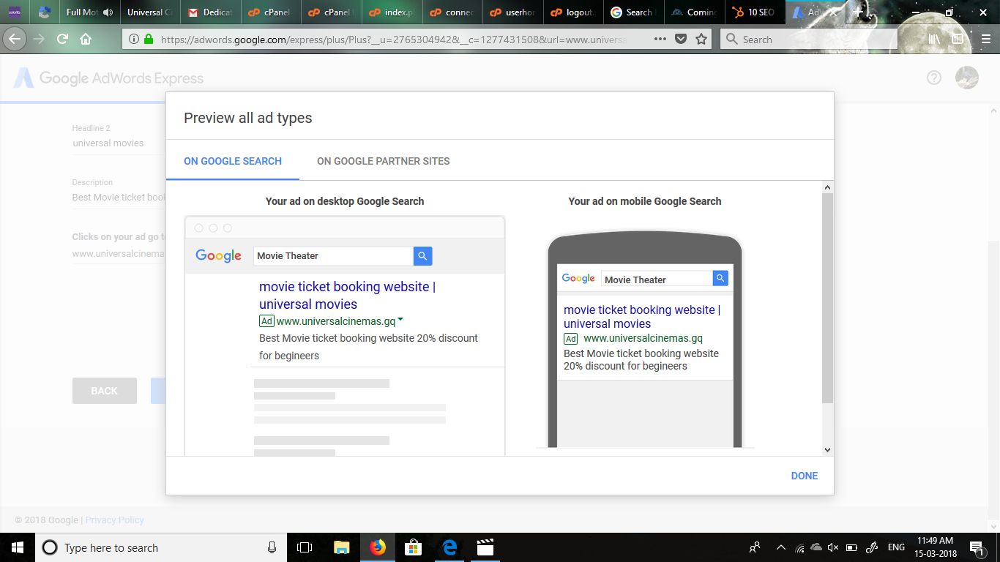 colorlib
Full Mot
Universal Ci
Dedicat
cPanel
cPanel
index.p
connec
userhor
logout.
Search
Coming
10 SEO
Adw
https://adwords.google.com/express/plus/Plus?__u=2765304942&__c=1277431508&url=www.universa
Search
Google AdWords Express
Preview all ad types
Headline 2
universal movies
ON GOOGLE SEARCH
ON GOOGLE PARTNER SITES
Description
Best Movie ticket bool
Clicks on your ad go to
www.universalcinema
Your ad on desktop Google Search
Google
Movie Theater
movie ticket booking website |
universal movies
Ad www.universalcinemas.gq
Best Movie ticket booking website 20% discount
for begineers
Your ad on mobile Google Search
Google
Movie Theater
movie ticket booking website |
universal movies
Ad www.universalcinemas.gq
Best Movie ticket booking website
20% discount for begineers
BACK
DONE
© 2018 Google | Privacy Policy
Type here to search
ENG
11:49 AM
15-03-2018
1